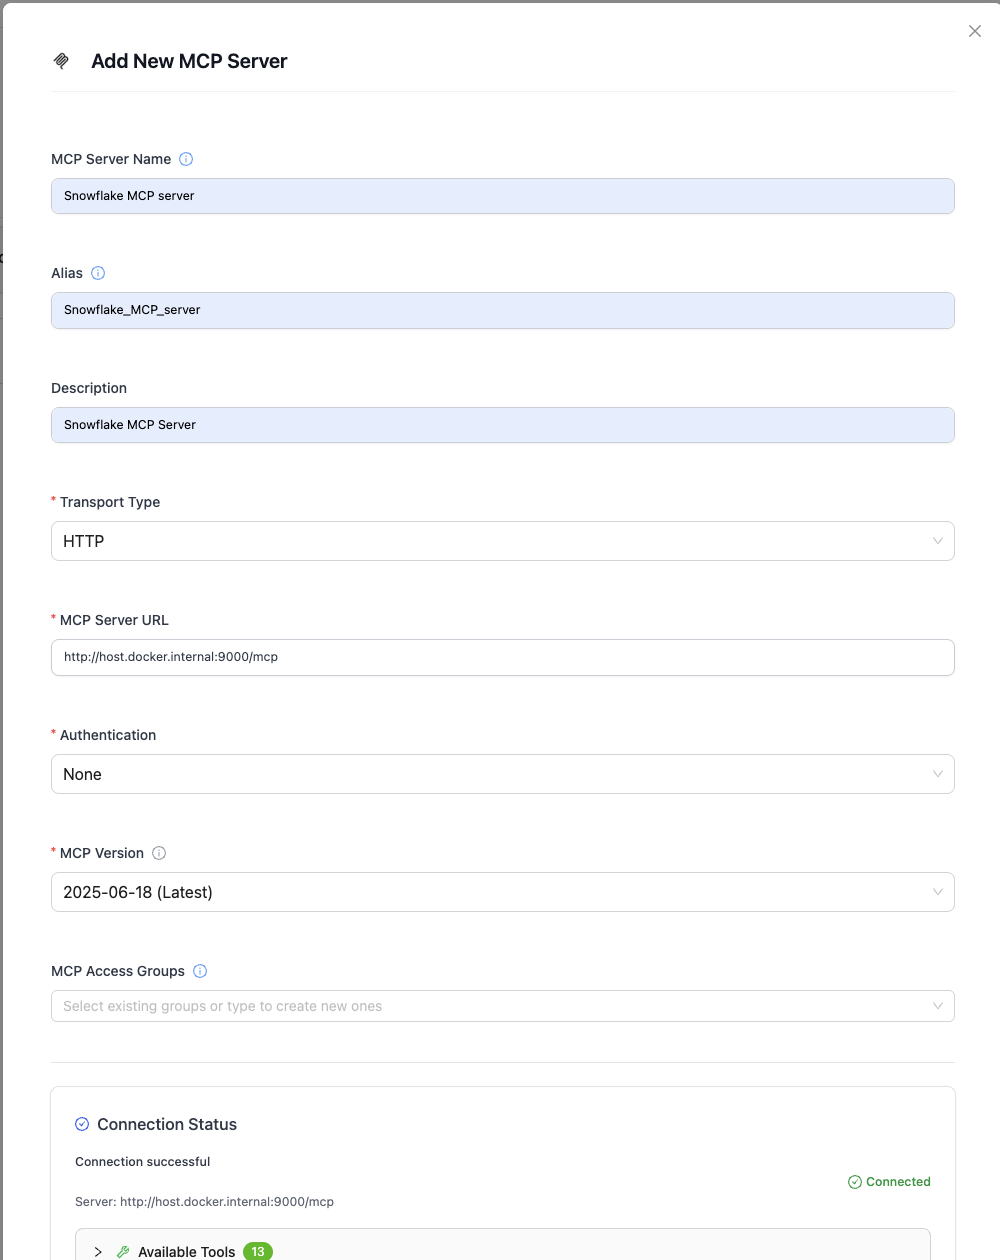 Add New MCP Server
MCP Server Name
Snowflake MCP server
Alias
Snowflake_MCP_server
Description
Snowflake MCP Server
* Transport Type
HTTP
* MCP Server URL
http://host.docker.internal:9000/mcp
* Authentication
None
* MCP Version
2025-06-18 (Latest)
MCP Access Groups
Select existing groups or type to create new ones
Connection Status
Connection successful
Connected
Server: http://host.docker.internal:9000/mcp
Available Tools 13